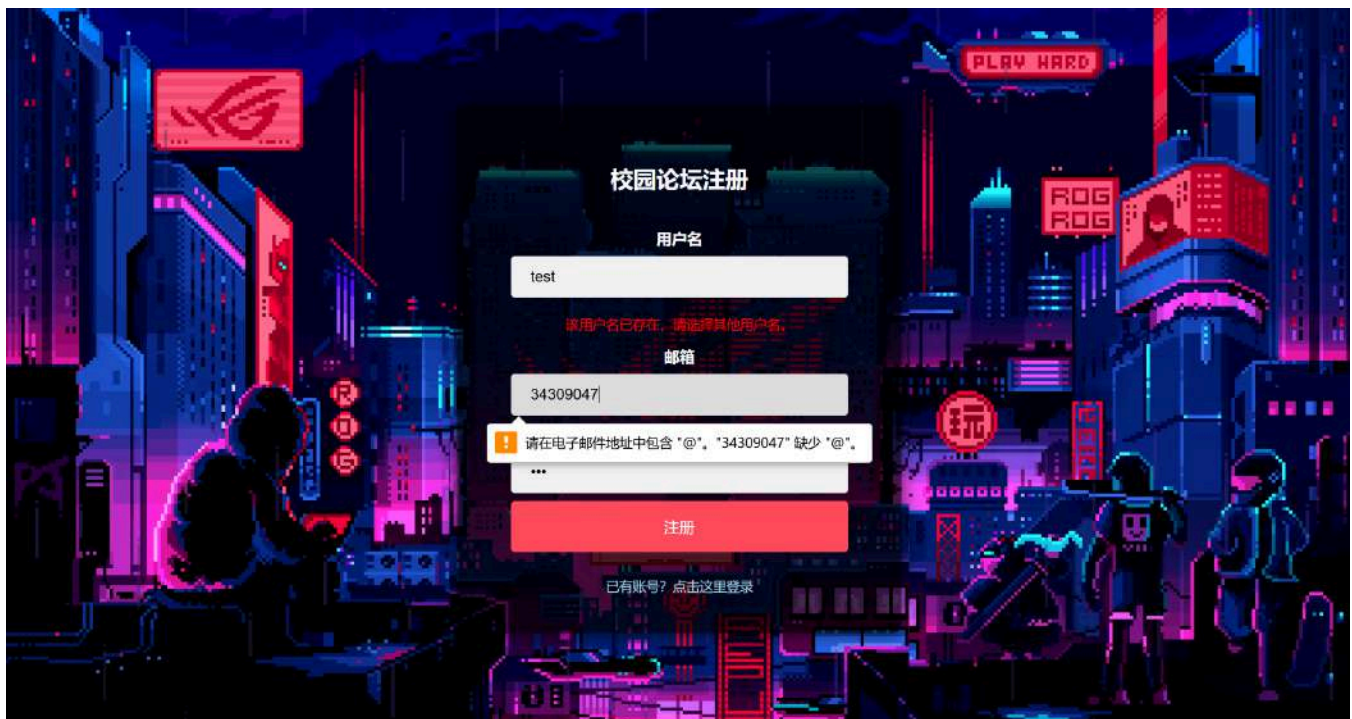 PLAY HARD
校园论坛注册
ROG
ROG
用户名
test
该用户名已存在，请选择其他用户名。
邮箱
34309047
R
O
G
玩
请在电子邮件地址中包含 "@"。"34309047" 缺少 "@"。
•••
注册
已有账号？点击这里登录